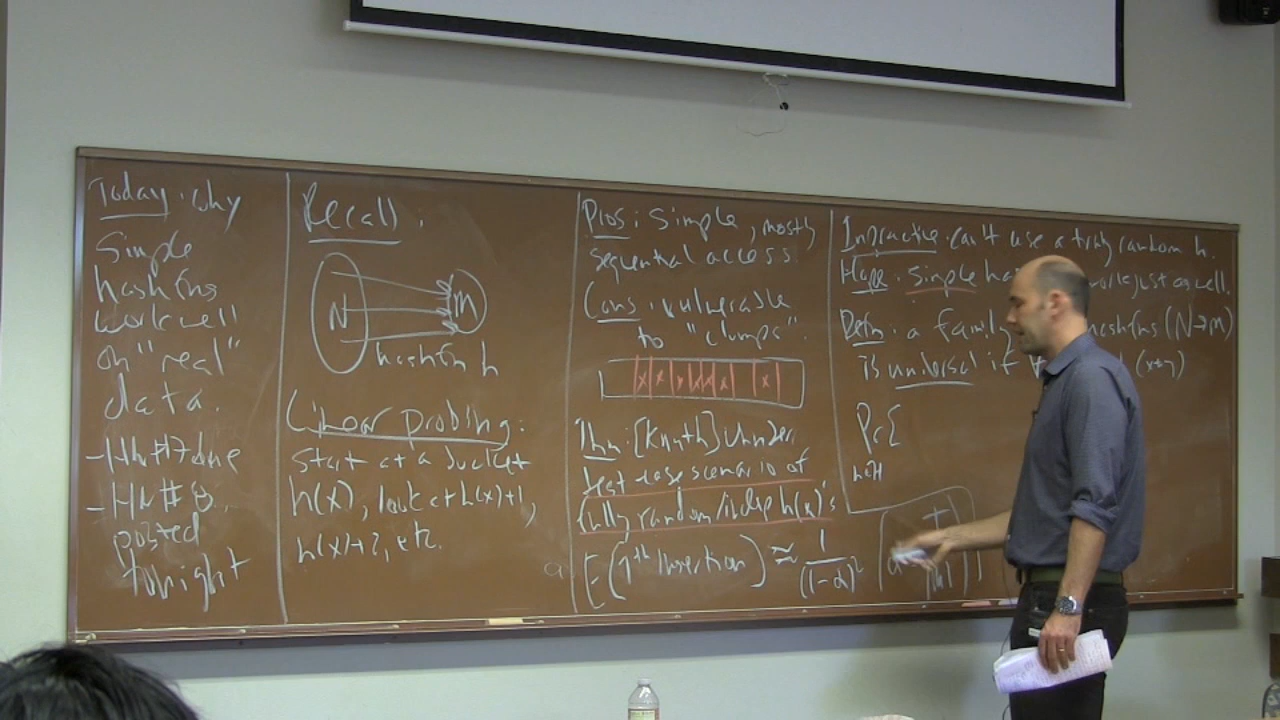 Today: why
simple
hash fns
work well
on "real"
data.
- HW #7 due
- HW #8
posted
tonight
Recall:
N
M
hash fn h
Linear probing:
start at a bucket
h(x), look at h(x)+1,
h(x)+2, etc.
Pros: simple, mostly
sequential access
Cons: vulnerable
to "clumps".
x x x x x x x
Thm: [Knuth] under
best case scenario of
fully random/indep h(x)'s
E(T^th insertion) ≈ 1/(1-α)²
In practice: can't use a truly random h.
Hope: simple ha work just as well.
Defn: a family hash fns (N→M)
is universal if (x≠y)
Pr[
h∈H
α T
|M|